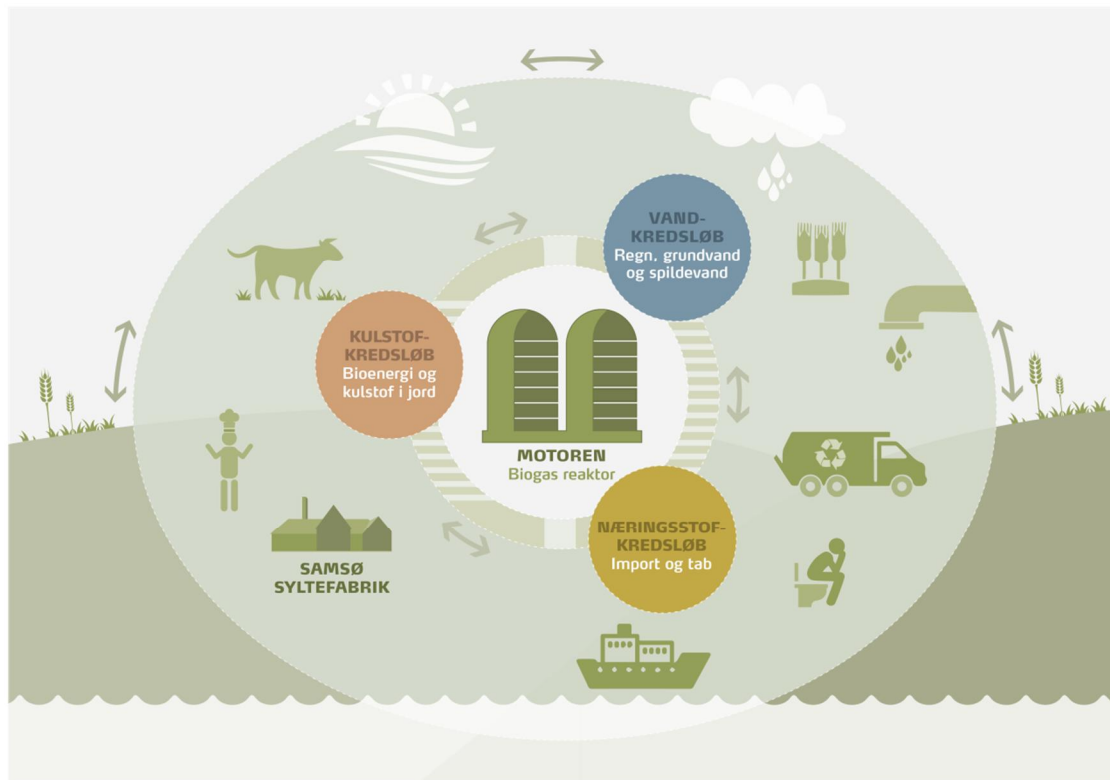 VAND-
KREDSLØB
Regn, grundvand
og spildevand
KULSTOF-
KREDSLØB
Bioenergi og
kulstof i jord
MOTOREN
Biogas reaktor
NÆRINGSSTOF-
KREDSLØB
Import og tab
SAMSØ
SYLTEFABRIK